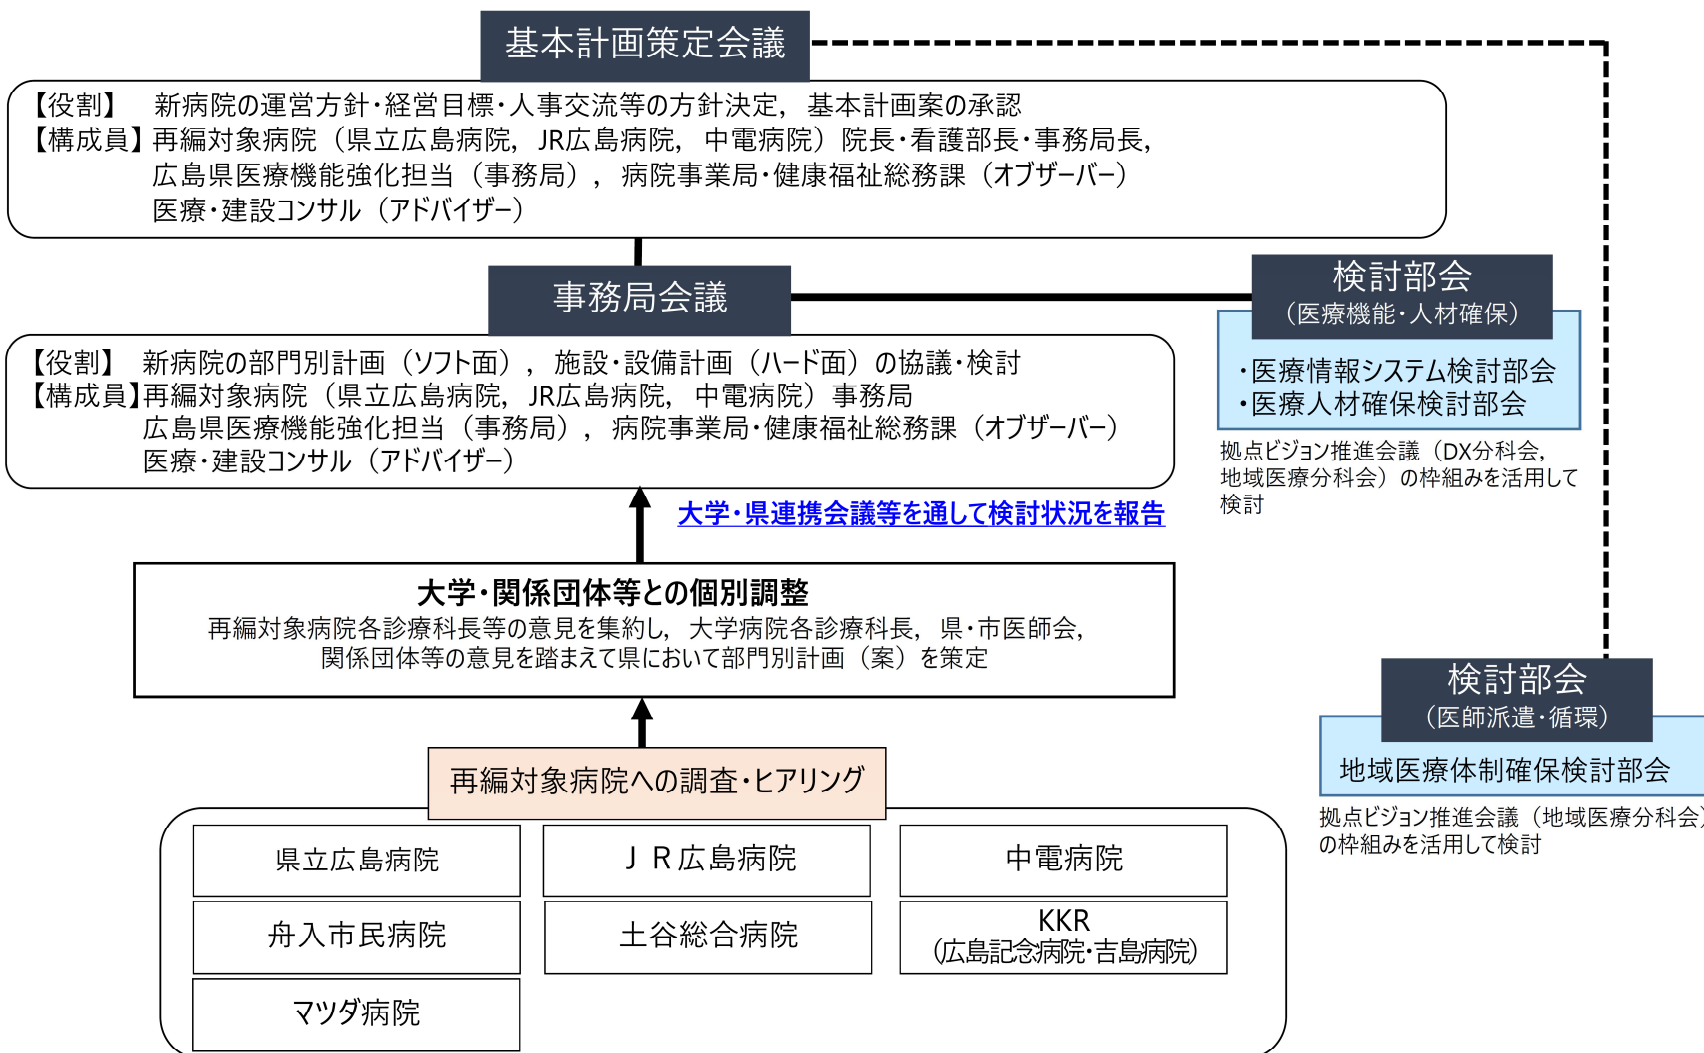 基本計画策定会議
【役割】　新病院の運営方針・経営目標・人事交流等の方針決定，基本計画案の承認
【構成員】再編対象病院（県立広島病院，JR広島病院，中電病院）院長・看護部長・事務局長，
広島県医療機能強化担当（事務局），病院事業局・健康福祉総務課（オブザーバー）
医療・建設コンサル（アドバイザー）
事務局会議
【役割】　新病院の部門別計画（ソフト面），施設・設備計画（ハード面）の協議・検討
【構成員】再編対象病院（県立広島病院，JR広島病院，中電病院）事務局
広島県医療機能強化担当（事務局），病院事業局・健康福祉総務課（オブザーバー）
医療・建設コンサル（アドバイザー）
検討部会
（医療機能・人材確保）
・医療情報システム検討部会
・医療人材確保検討部会
拠点ビジョン推進会議（DX分科会，
地域医療分科会）の枠組みを活用して
検討
大学・県連携会議等を通して検討状況を報告
大学・関係団体等との個別調整
再編対象病院各診療科長等の意見を集約し，大学病院各診療科長，県・市医師会，
関係団体等の意見を踏まえて県において部門別計画（案）を策定
検討部会
（医師派遣・循環）
地域医療体制確保検討部会
拠点ビジョン推進会議（地域医療分科会）
の枠組みを活用して検討
再編対象病院への調査・ヒアリング
県立広島病院
ＪＲ広島病院
中電病院
舟入市民病院
土谷総合病院
KKR
（広島記念病院・吉島病院）
マツダ病院